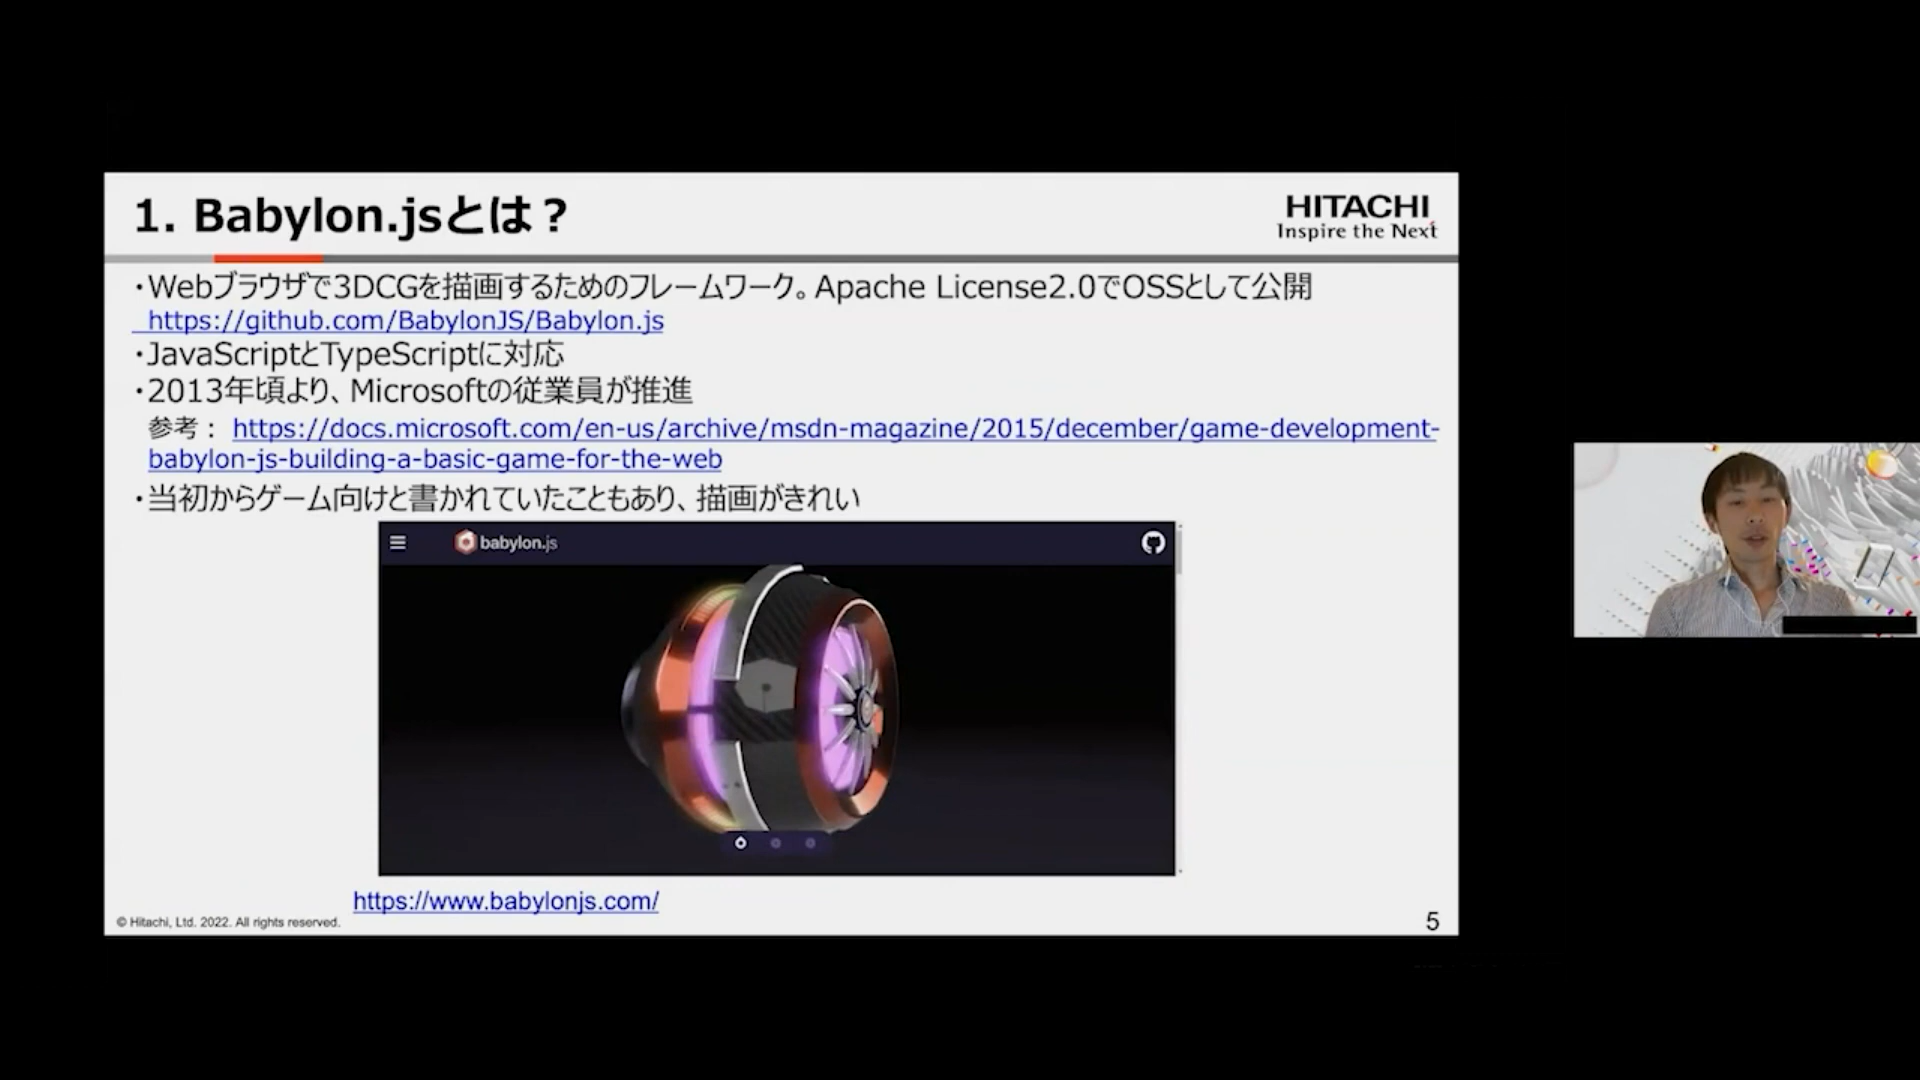 1. Babylon.jsとは？
HITACHI
Inspire the Next
・Webブラウザで3DCGを描画するためのフレームワーク。Apache License2.0でOSSとして公開
https://github.com/BabylonJS/Babylon.js
・JavaScriptとTypeScriptに対応
・2013年頃より、Microsoftの従業員が推進
参考： https://docs.microsoft.com/en-us/archive/msdn-magazine/2015/december/game-development-
babylon-js-building-a-basic-game-for-the-web
・当初からゲーム向けと書かれていたこともあり、描画がきれい
babylon.js
https://www.babylonjs.com/
© Hitachi, Ltd. 2022. All rights reserved.
5